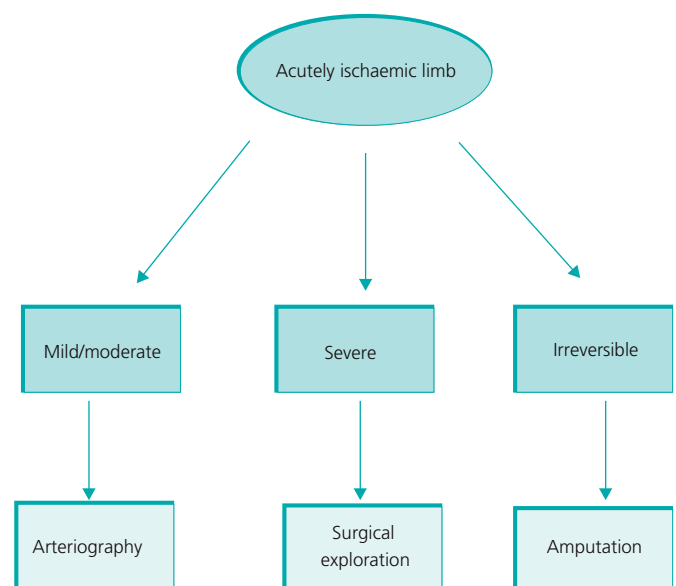 Acutely ischaemic limb
Mild/moderate
Severe
Irreversible
Arteriography
Surgical
exploration
Amputation